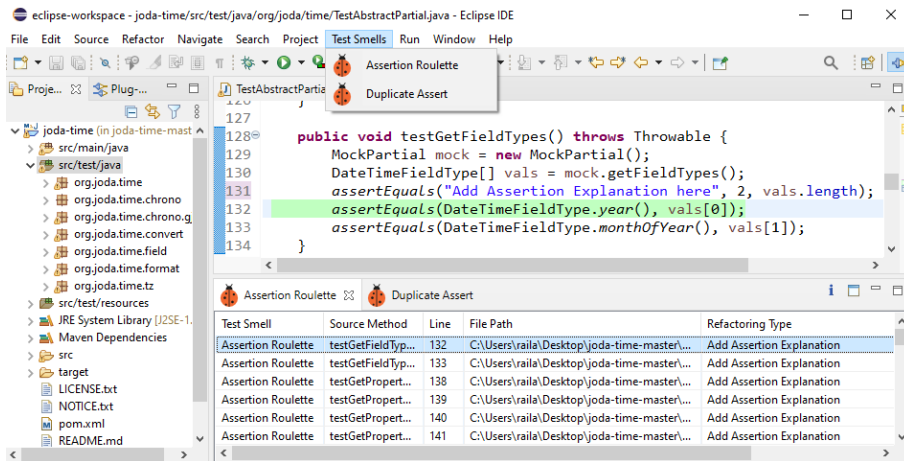 eclipse-workspace - joda-time/src/test/java/org/joda/time/TestAbstractPartial.java - Eclipse IDE
File Edit Source Refactor Navigate Search Project Test Smells Run Window Help
Assertion Roulette
Duplicate Assert
Proje...
Plug-...
joda-time (in joda-time-mast
src/main/java
src/test/java
org.joda.time
org.joda.time.chrono
org.joda.time.chrono.g
org.joda.time.convert
org.joda.time.field
org.joda.time.format
org.joda.time.tz
src/test/resources
JRE System Library [J2SE-1.
Maven Dependencies
src
target
LICENSE.txt
NOTICE.txt
pom.xml
README.md
TestAbstractPartia
126 }
127
128 public void testGetFieldTypes() throws Throwable {
129 MockPartial mock = new MockPartial();
130 DateTimeFieldType[] vals = mock.getFieldTypes();
131 assertEquals("Add Assertion Explanation here", 2, vals.length);
132 assertEquals(DateTimeFieldType.year(), vals[0]);
133 assertEquals(DateTimeFieldType.monthOfYear(), vals[1]);
134 }
Assertion Roulette Duplicate Assert
Test Smell Source Method Line File Path Refactoring Type
Assertion Roulette testGetFieldTyp... 132 C:\Users\raila\Desktop\joda-time-master\... Add Assertion Explanation
Assertion Roulette testGetFieldTyp... 133 C:\Users\raila\Desktop\joda-time-master\... Add Assertion Explanation
Assertion Roulette testGetPropert... 138 C:\Users\raila\Desktop\joda-time-master\... Add Assertion Explanation
Assertion Roulette testGetPropert... 139 C:\Users\raila\Desktop\joda-time-master\... Add Assertion Explanation
Assertion Roulette testGetPropert... 140 C:\Users\raila\Desktop\joda-time-master\... Add Assertion Explanation
Assertion Roulette testGetPropert... 141 C:\Users\raila\Desktop\joda-time-master\... Add Assertion Explanation